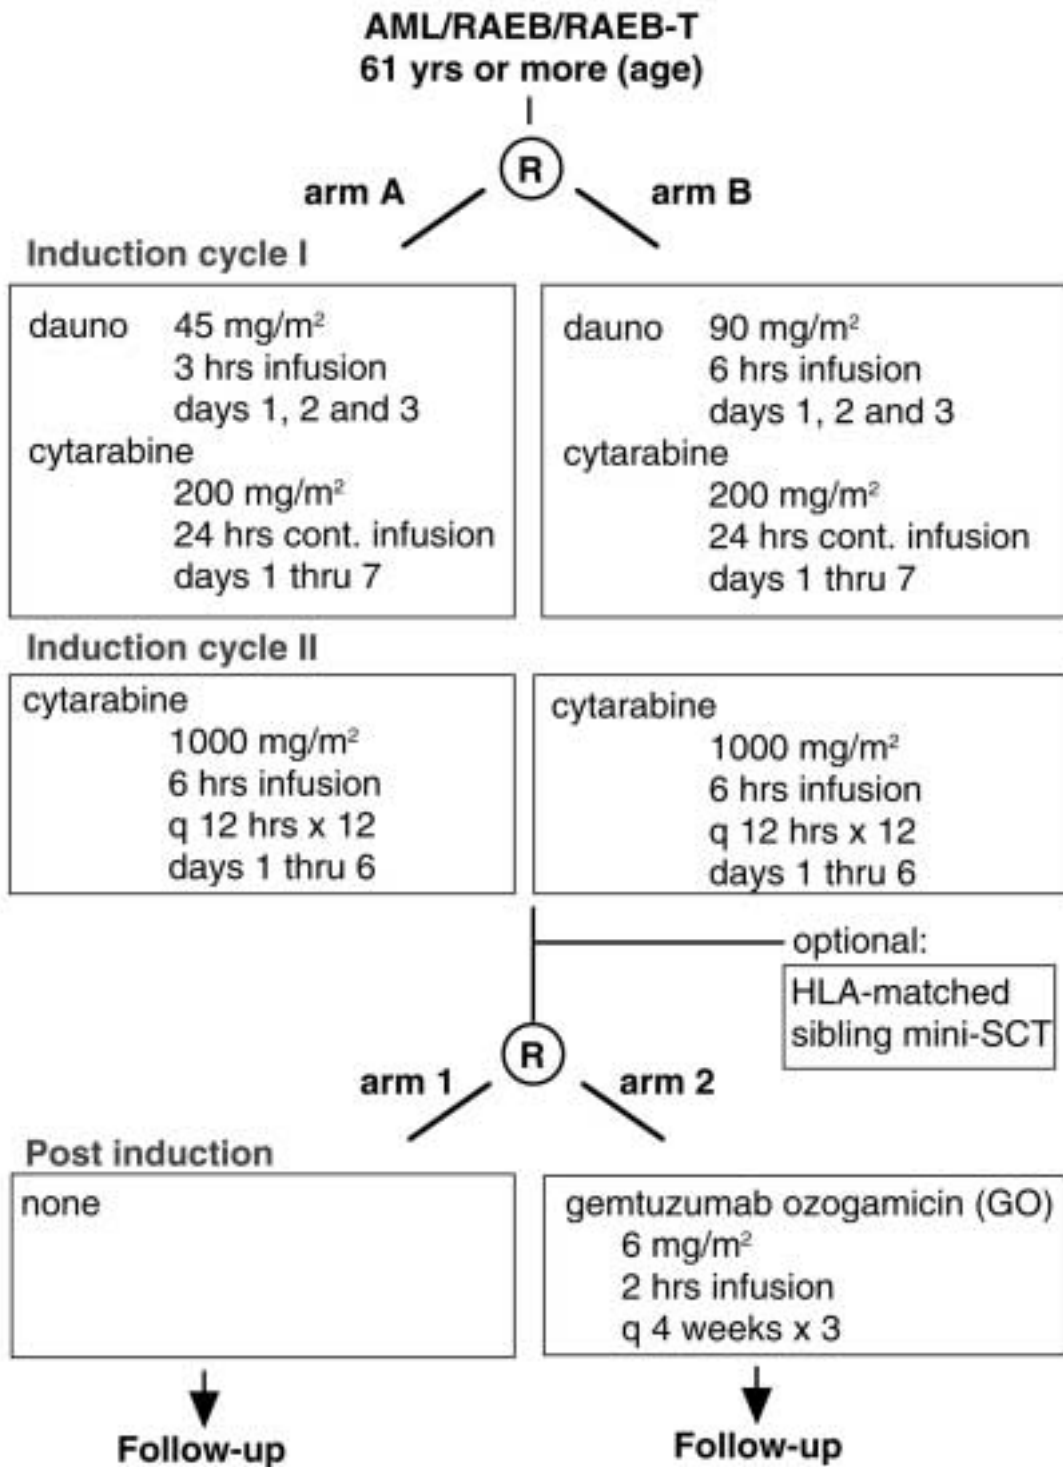 AML/RAEB/RAEB-T
61 yrs or more (age)
R
arm A
arm B
Induction cycle I
dauno 45 mg/m²
3 hrs infusion
days 1, 2 and 3
cytarabine
200 mg/m²
24 hrs cont. infusion
days 1 thru 7
dauno 90 mg/m²
6 hrs infusion
days 1, 2 and 3
cytarabine
200 mg/m²
24 hrs cont. infusion
days 1 thru 7
Induction cycle II
cytarabine
1000 mg/m²
6 hrs infusion
q 12 hrs x 12
days 1 thru 6
cytarabine
1000 mg/m²
6 hrs infusion
q 12 hrs x 12
days 1 thru 6
optional:
HLA-matched
sibling mini-SCT
R
arm 1
arm 2
Post induction
none
gemtuzumab ozogamicin (GO)
6 mg/m²
2 hrs infusion
q 4 weeks x 3
Follow-up
Follow-up